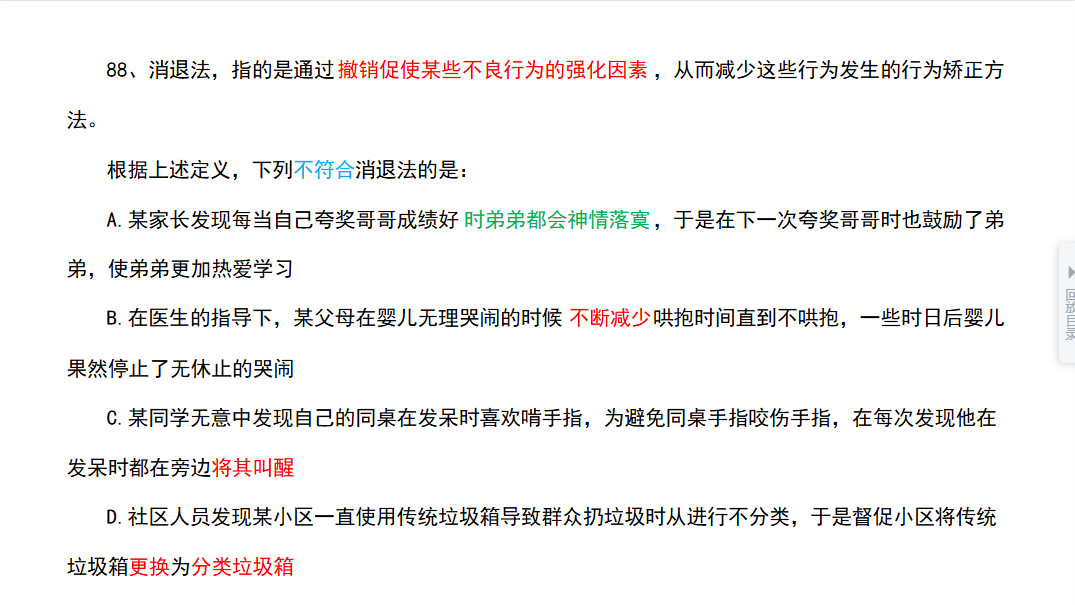 88、消退法，指的是通过撤销促使某些不良行为的强化因素，从而减少这些行为发生的行为矫正方
法。
根据上述定义，下列不符合消退法的是：
A.某家长发现每当自己夸奖哥哥成绩好时弟弟都会神情落寞，于是在下一次夸奖哥哥时也鼓励了弟
弟，使弟弟更加热爱学习
B.在医生的指导下，某父母在婴儿无理哭闹的时候不断减少哄抱时间直到不哄抱，一些时日后婴儿
果然停止了无休止的哭闹
C.某同学无意中发现自己的同桌在发呆时喜欢啃手指，为避免同桌手指咬伤手指，在每次发现他在
发呆时都在旁边将其叫醒
D.社区人员发现某小区一直使用传统垃圾箱导致群众扔垃圾时从进行不分类，于是督促小区将传统
垃圾箱更换为分类垃圾箱
回放目录